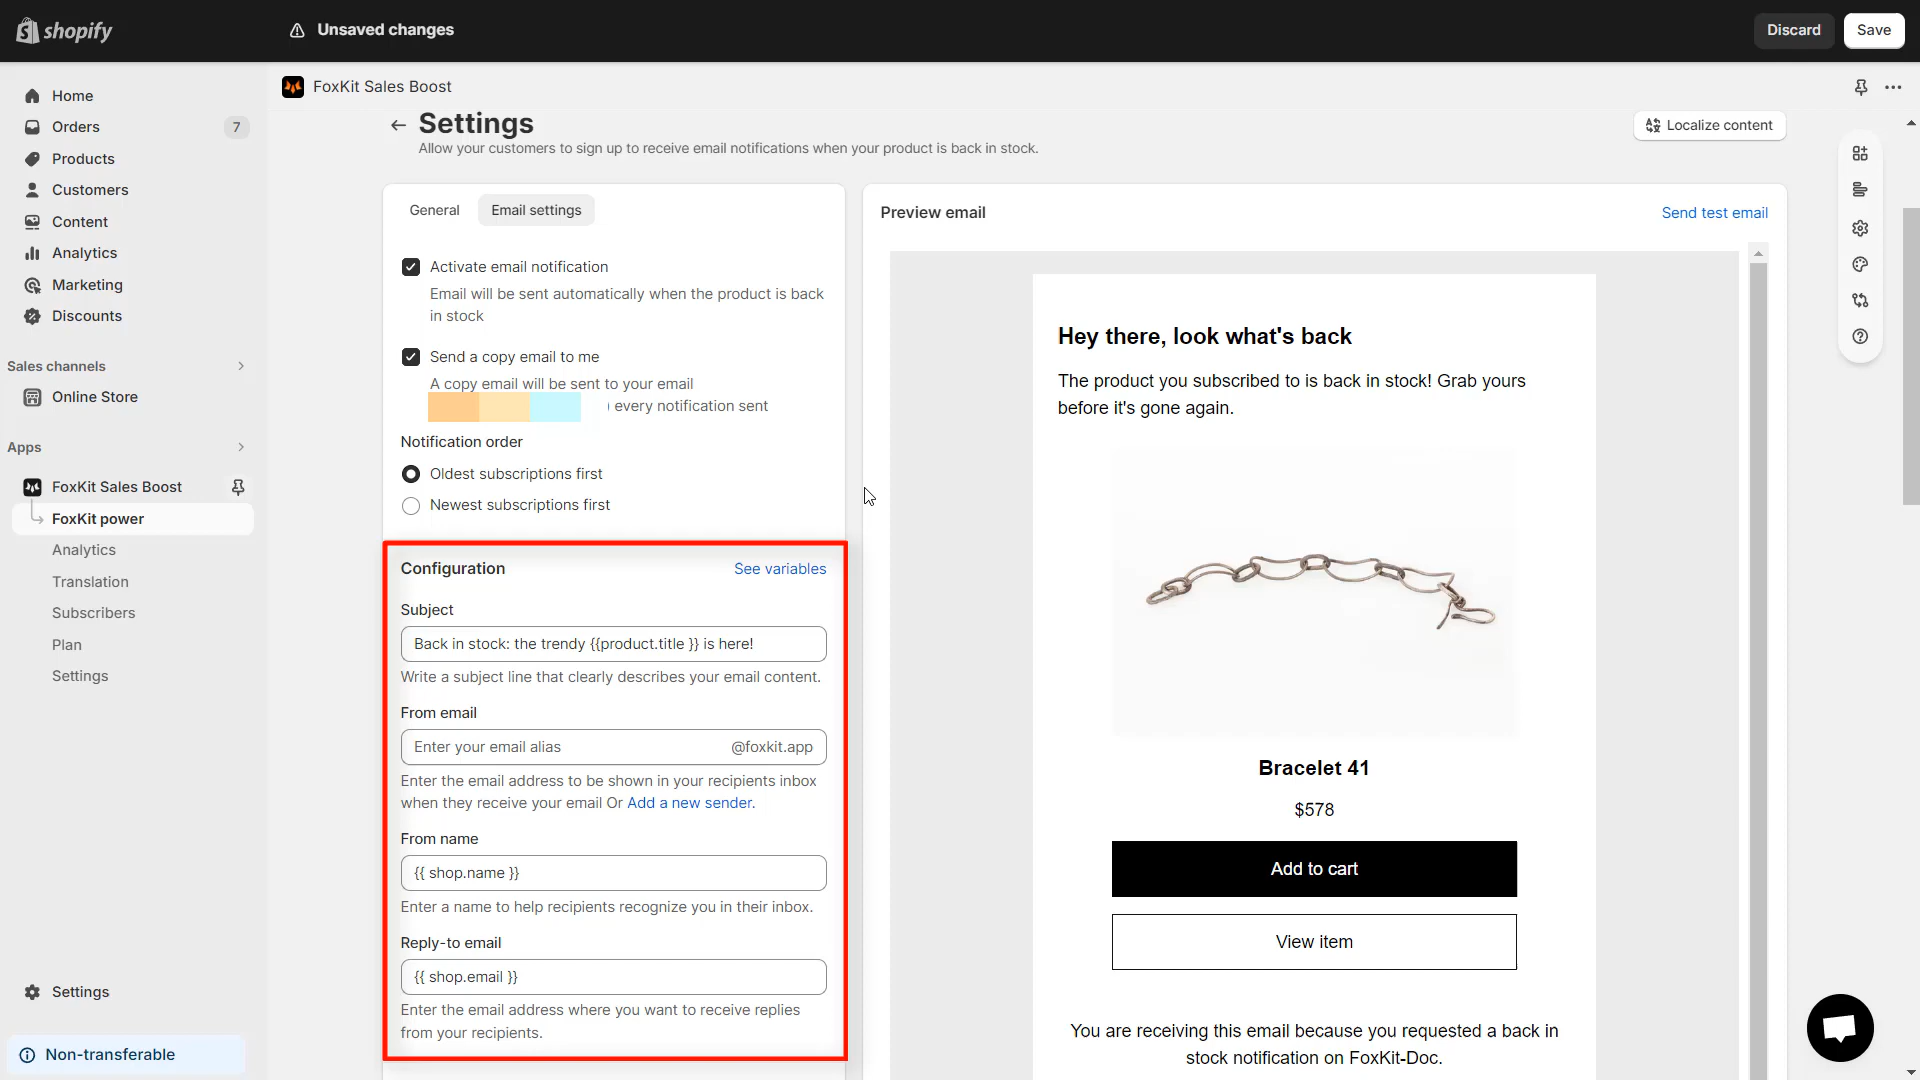 shopify
Unsaved changes
Discard
Save
Home
Orders
7
Products
Customers
Content
Analytics
Marketing
Discounts
Sales channels
Online Store
Apps
FoxKit Sales Boost
FoxKit power
Analytics
Translation
Subscribers
Plan
Settings
Settings
Non-transferable
FoxKit Sales Boost
Settings
Allow your customers to sign up to receive email notifications when your product is back in stock.
Localize content
General
Email settings
Activate email notification
Email will be sent automatically when the product is back
in stock
Send a copy email to me
A copy email will be sent to your email
) every notification sent
Notification order
Oldest subscriptions first
Newest subscriptions first
Configuration
See variables
Subject
Back in stock: the trendy {{product.title }} is here!
Write a subject line that clearly describes your email content.
From email
Enter your email alias
@foxkit.app
Enter the email address to be shown in your recipients inbox
when they receive your email Or Add a new sender.
From name
{{ shop.name }}
Enter a name to help recipients recognize you in their inbox.
Reply-to email
{{ shop.email }}
Enter the email address where you want to receive replies
from your recipients.
Preview email
Send test email
Hey there, look what's back
The product you subscribed to is back in stock! Grab yours
before it's gone again.
Bracelet 41
$578
Add to cart
View item
You are receiving this email because you requested a back in
stock notification on FoxKit-Doc.